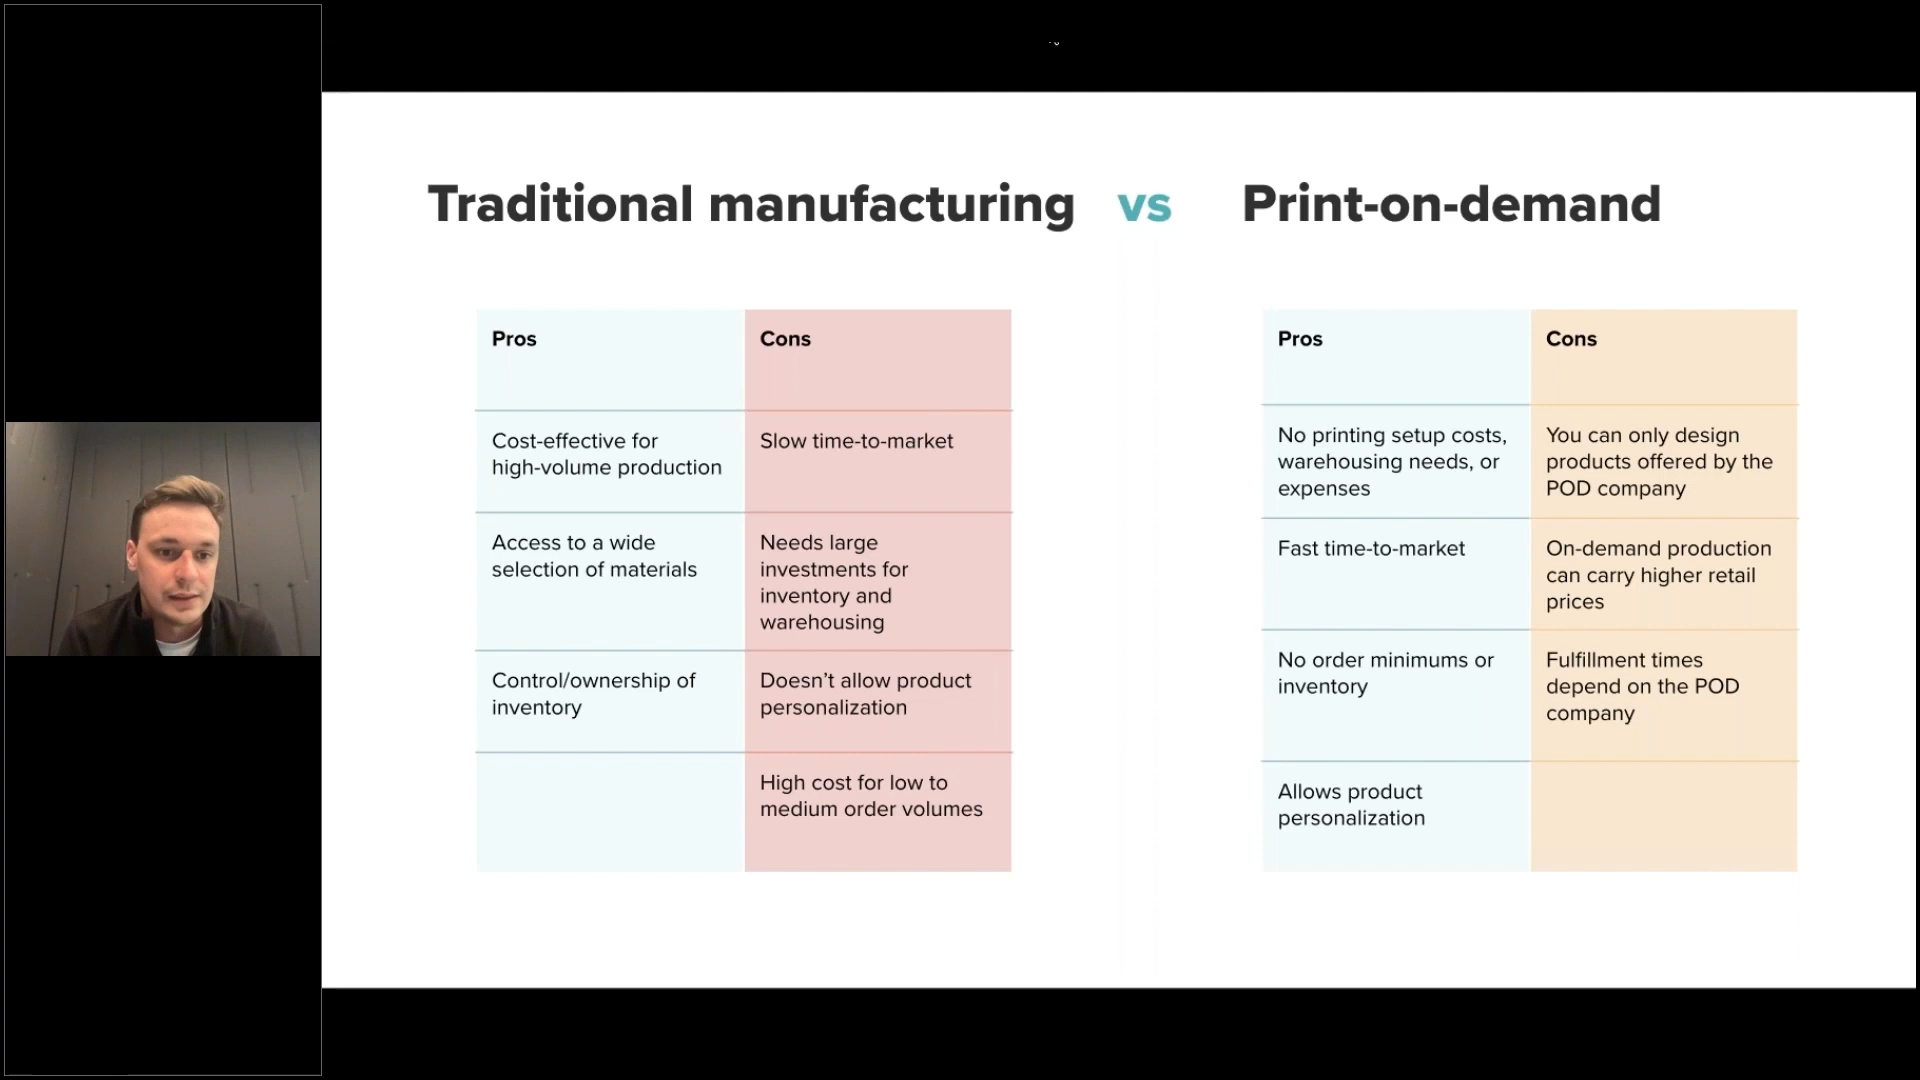 Traditional manufacturing vs Print-on-demand
Pros
Cons
Cost-effective for
high-volume production
Slow time-to-market
Access to a wide
selection of materials
Needs large
investments for
inventory and
warehousing
Control/ownership of
inventory
Doesn’t allow product
personalization
High cost for low to
medium order volumes
Pros
Cons
No printing setup costs,
warehousing needs, or
expenses
You can only design
products offered by the
POD company
Fast time-to-market
On-demand production
can carry higher retail
prices
No order minimums or
inventory
Fulfillment times
depend on the POD
company
Allows product
personalization